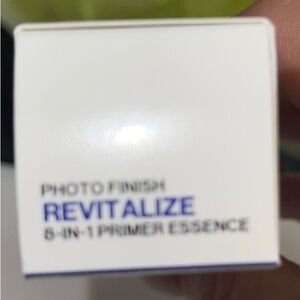 PHOTO FINISH
REVITALIZE
8-IN-1 PRIMER ESSENCE